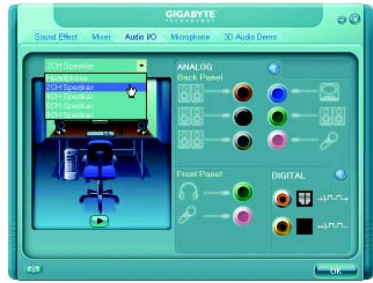 GIGABYTE
TECHNOLOGY
Sound Effect Mixer Audio I/O Microphone 3D Audio Demo
2CH Speaker
Headphone
2CH Speaker
4CH Speaker
6CH Speaker
8CH Speaker
ANALOG
Back Panel
Front Panel
DIGITAL
OK